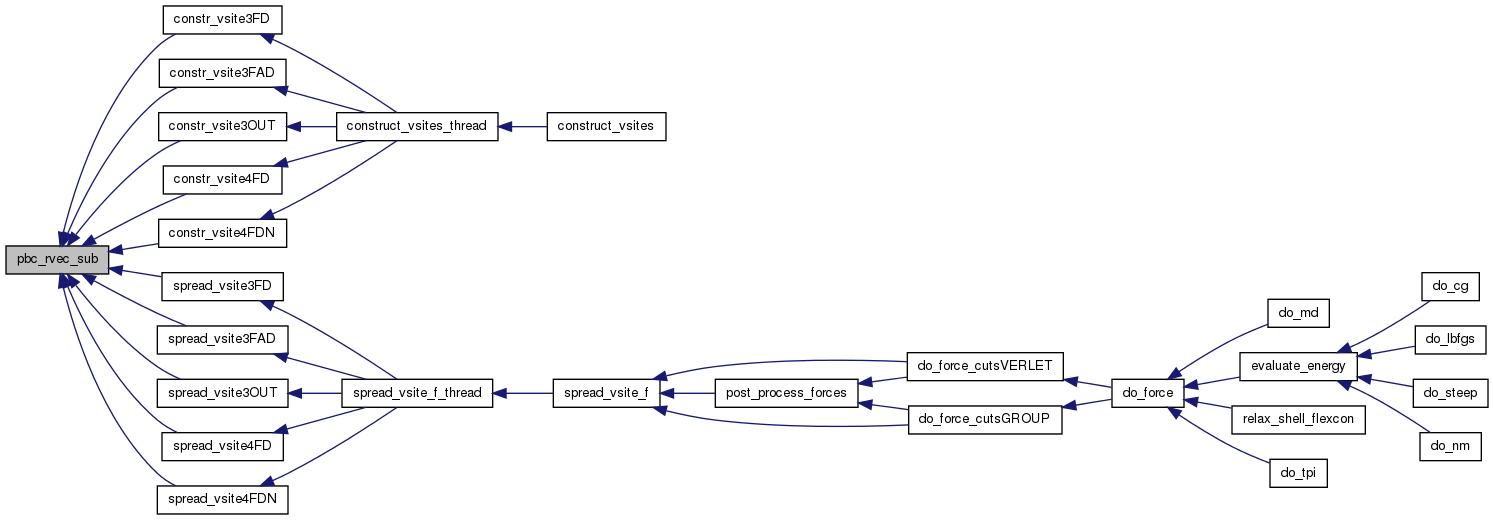 constr_vsite3FD
constr_vsite3FAD
constr_vsite3OUT
constr_vsite4FD
constr_vsite4FDN
construct_vsites_thread
construct_vsites
pbc_rvec_sub
spread_vsite3FD
spread_vsite3FAD
spread_vsite3OUT
spread_vsite4FD
spread_vsite4FDN
spread_vsite_f_thread
spread_vsite_f
post_process_forces
do_force_cutsVERLET
do_force_cutsGROUP
do_force
do_md
evaluate_energy
relax_shell_flexcon
do_tpi
do_cg
do_lbfgs
do_steep
do_nm